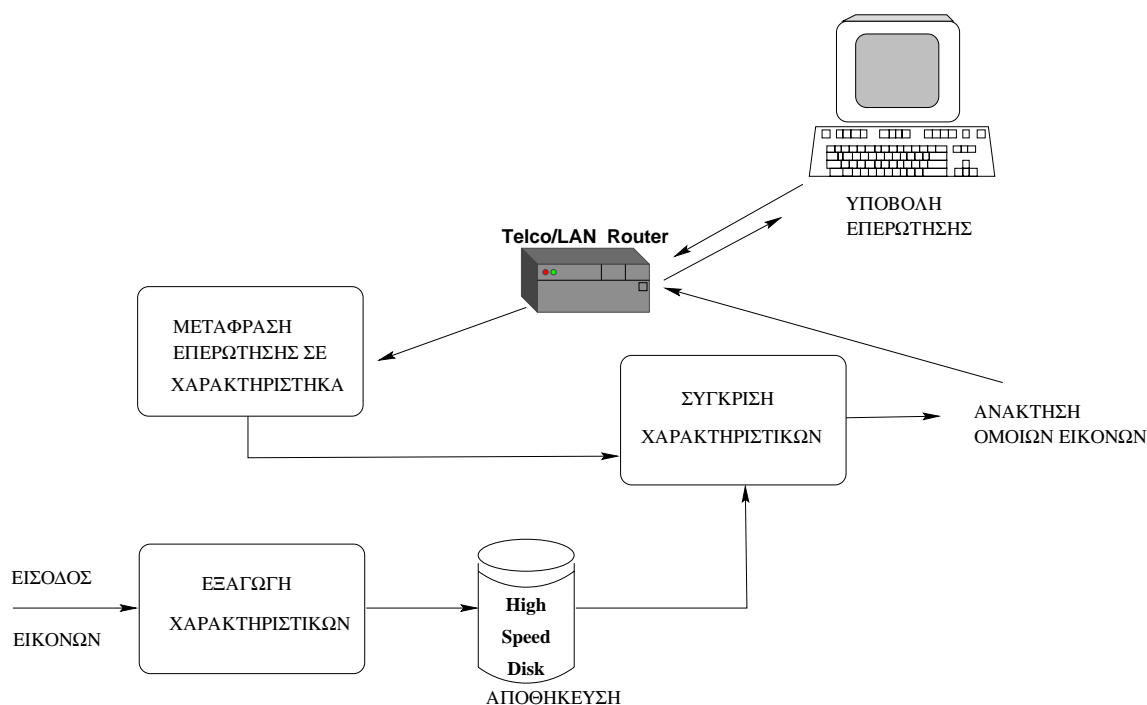 ΥΠΟΒΟΛΗ
ΕΠΕΡΩΤΗΣΗΣ
Telco/LAN Router
ΜΕΤΑΦΡΑΣΗ
ΕΠΕΡΩΤΗΣΗΣ ΣΕ
ΧΑΡΑΚΤΗΡΙΣΤΗΚΑ
ΣΥΓΚΡΙΣΗ
ΧΑΡΑΚΤΗΡΙΣΤΙΚΩΝ
ΑΝΑΚΤΗΣΗ
ΟΜΟΙΩΝ ΕΙΚΟΝΩΝ
ΕΙΣΟΔΟΣ
ΕΙΚΟΝΩΝ
ΕΞΑΓΩΓΗ
ΧΑΡΑΚΤΗΡΙΣΤΙΚΩΝ
High
Speed
Disk
ΑΠΟΘΗΚΕΥΣΗ